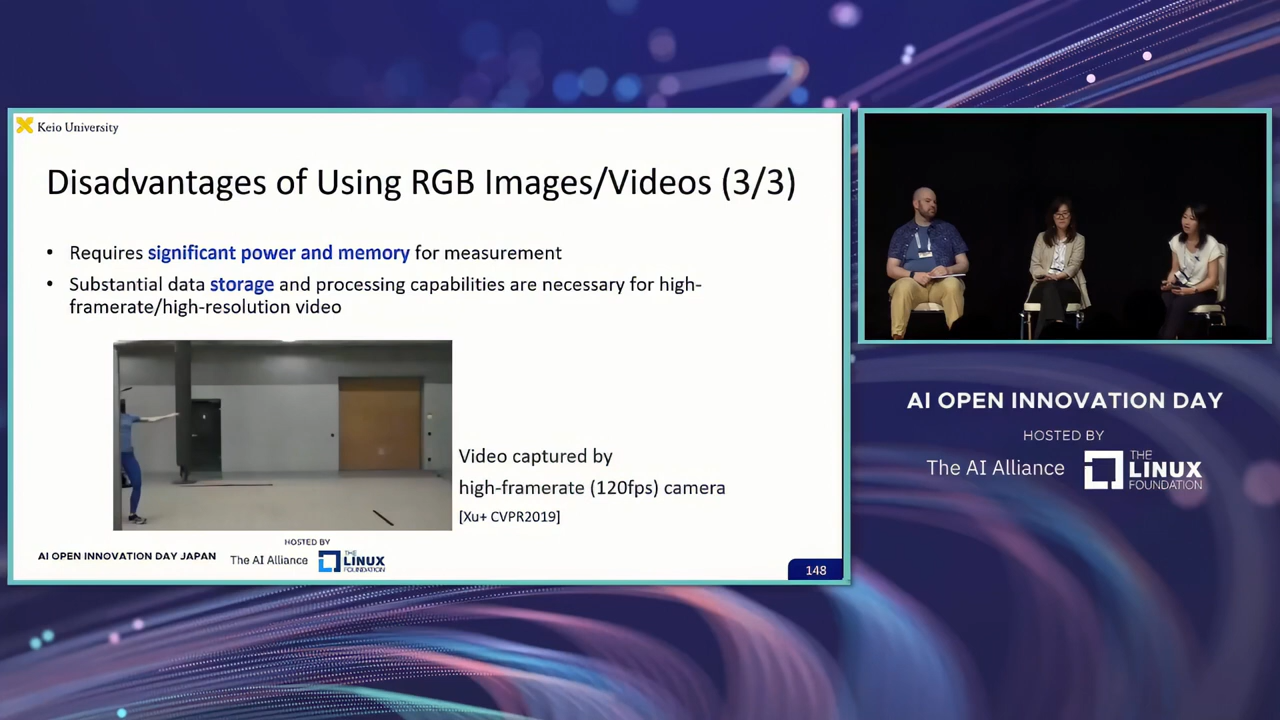 Keio University
Disadvantages of Using RGB Images/Videos (3/3)
• Requires significant power and memory for measurement
• Substantial data storage and processing capabilities are necessary for high-
framerate/high-resolution video
Video captured by
high-framerate (120fps) camera
[Xu+ CVPR2019]
HOSTED BY
AI OPEN INNOVATION DAY JAPAN
The AI Alliance
THE
LINUX
FOUNDATION
148
AI OPEN INNOVATION DAY
HOSTED BY
The AI Alliance
THE
LINUX
FOUNDATION